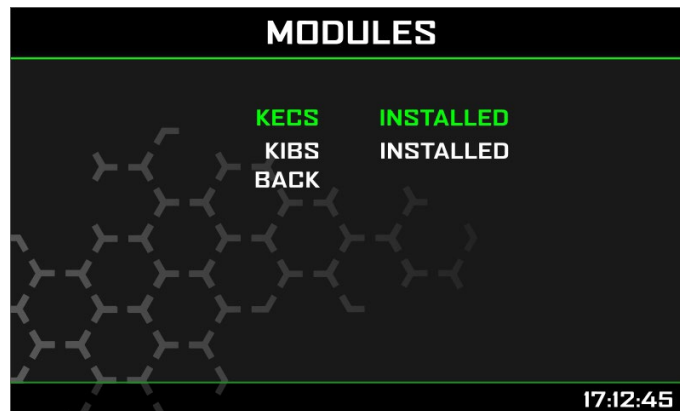 MODULES
KECS INSTALLED
KIBS INSTALLED
BACK
17:12:45